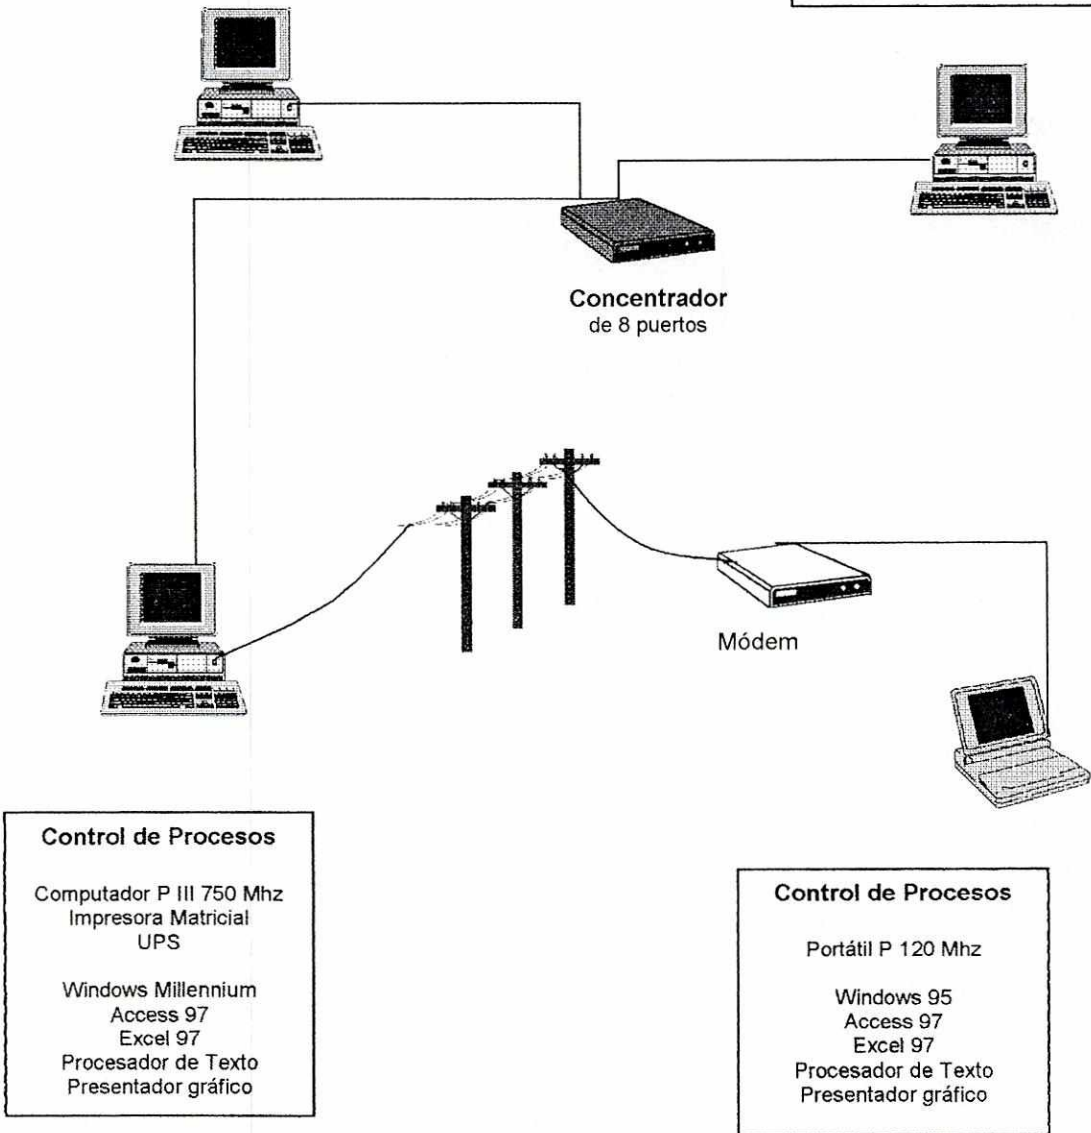 Concentrador
de 8 puertos
Módem
Control de Procesos
Computador P III 750 Mhz
Impresora Matricial
UPS
Windows Millennium
Access 97
Excel 97
Procesador de Texto
Presentador gráfico
Control de Procesos
Portátil P 120 Mhz
Windows 95
Access 97
Excel 97
Procesador de Texto
Presentador gráfico